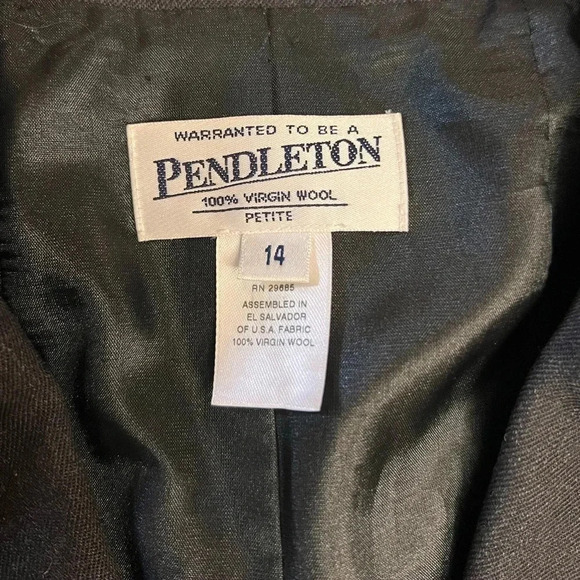 WARRANTED TO BE A
PENDLETON
100% VIRGIN WOOL
PETITE
14
RN 29685
ASSEMBLED IN
EL SALVADOR
OF U.S.A. FABRIC
100% VIRGIN WOOL